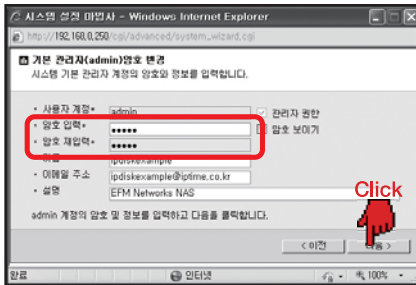 시스템 설정 마법사 - Windows Internet Explorer
http://192.168.0.250/cgi/advanced/system_wizard.cgi
기본 관리자(admin)암호 변경
시스템 기본 관리자 계정의 암호와 정보를 입력합니다.
• 사용자 계정* admin 관리자 권한
• 암호 입력* ••••• 암호 보이기
• 암호 재입력* •••••
ipdiskexample
• 이메일 주소 ipdiskexample@iptime.co.kr
• 설명 EFM Networks NAS
Click
admin 계정의 암호 및 정보를 입력하고 다음을 클릭합니다.
< 이전 다음 >
완료 인터넷 100%